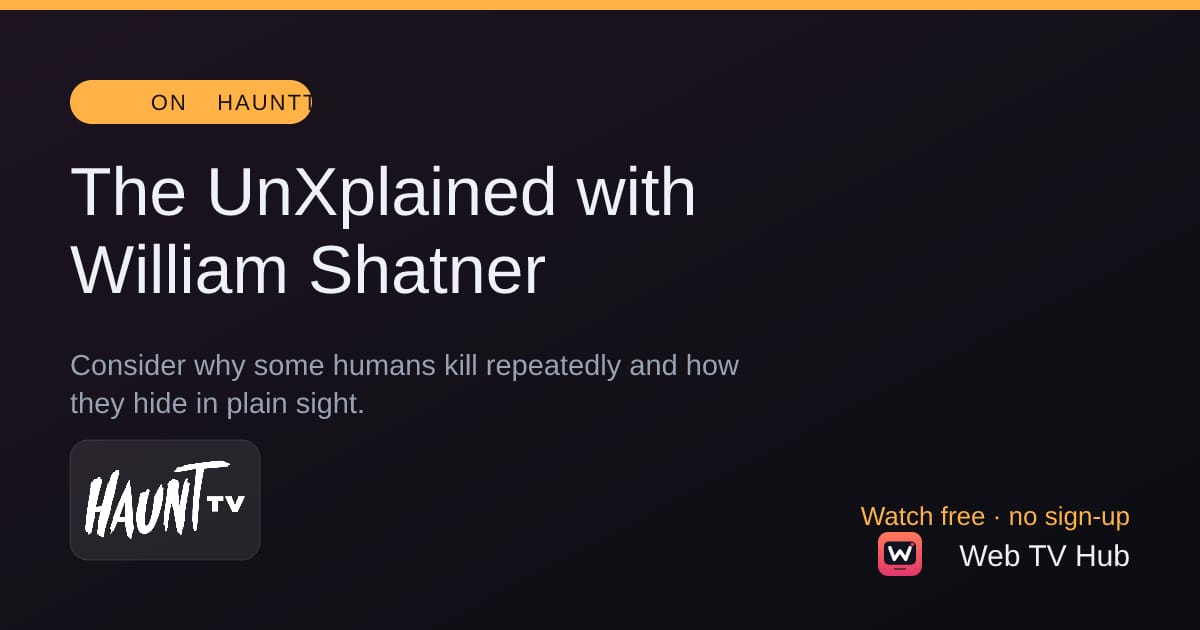 ON HAUNTTV
The UnXplained with
William Shatner
Consider why some humans kill repeatedly and how
they hide in plain sight.
HAUNT TV
Watch free · no sign-up
W
Web TV Hub